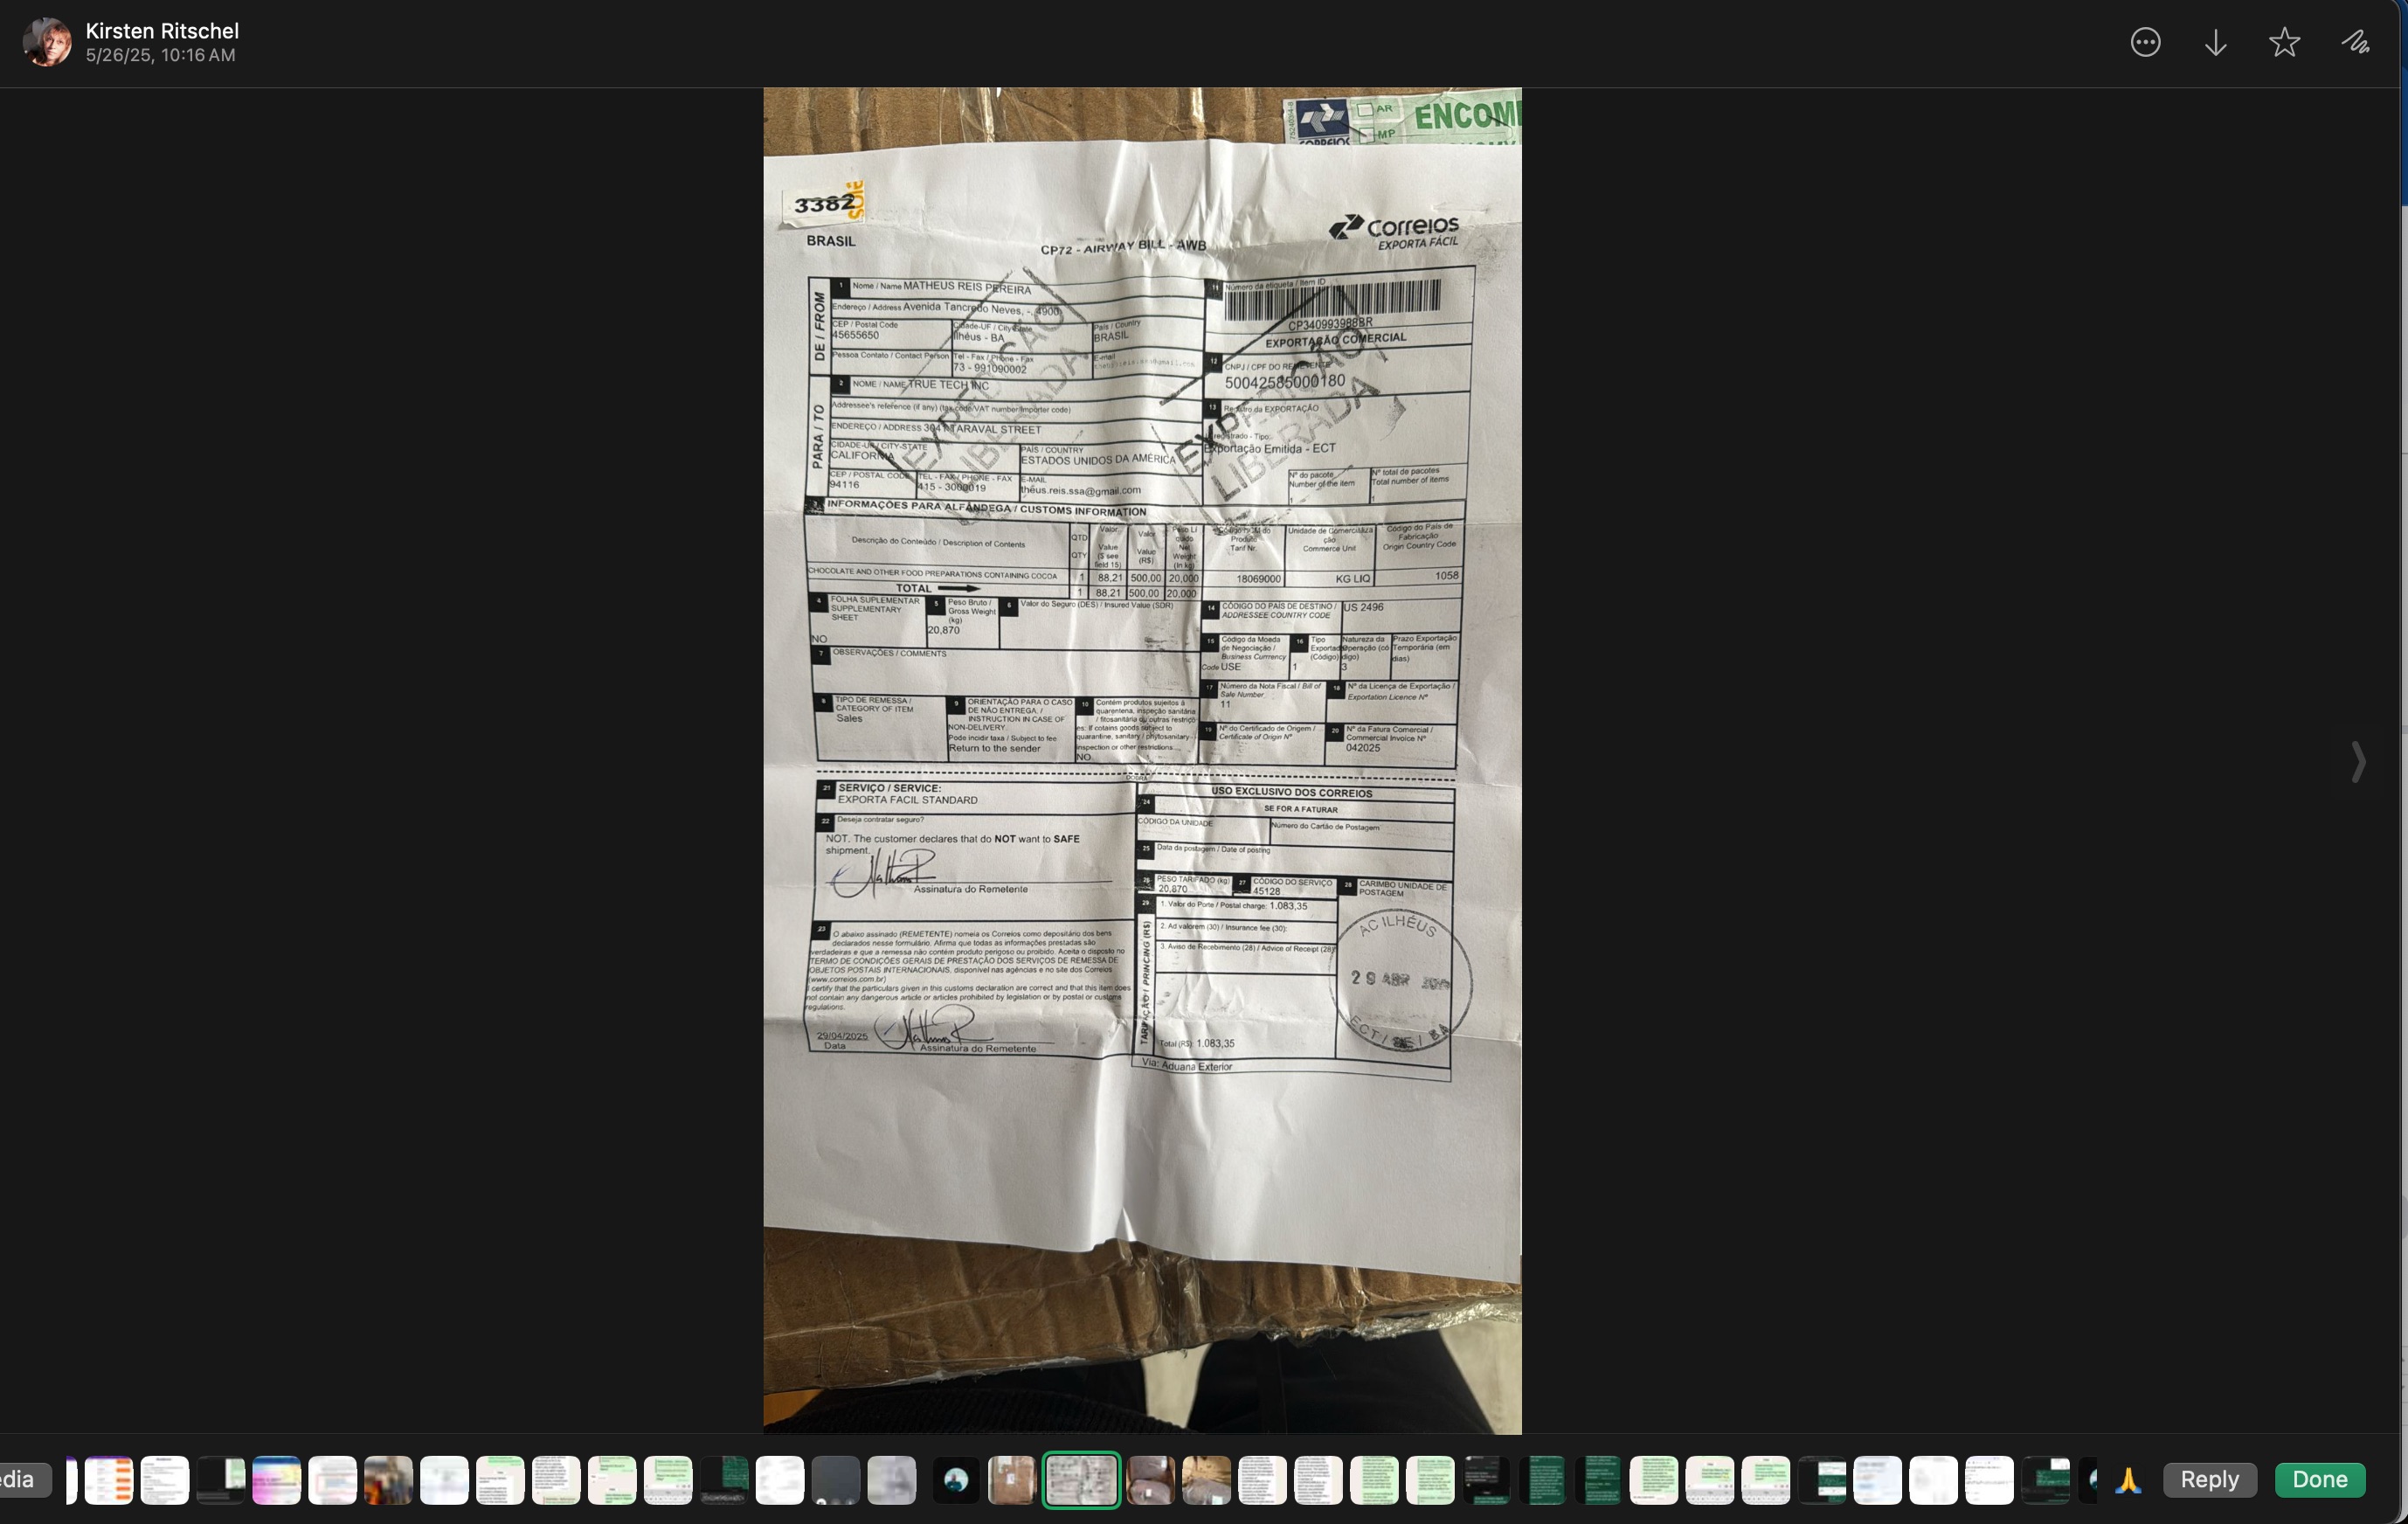 Kirsten Ritschel
5/26/25, 10:16 AM
AR
MP
ENCOM
CORREIOS
3382
BRASIL
CP72 - AIRWAY BILL - AWB
Correios
EXPORTA FÁCIL
DE / FROM
1 Nome / Name MATHEUS REIS PEREIRA
Endereço / Address Avenida Tancredo Neves, -, 4900
CEP / Postal Code
45655650
Cidade-UF / City-State
Ilhéus - BA
País / Country
BRASIL
Pessoa Contato / Contact Person
Tel - Fax / Phone - Fax
73 - 991090002
E-mail
PARA / TO
2 NOME / NAME TRUE TECH INC
Addressee's reference (if any) (tax code/VAT number/importer code)
ENDEREÇO / ADDRESS 3041 TARAVAL STREET
CIDADE-UF / CITY-STATE
CALIFORNIA
PAÍS / COUNTRY
ESTADOS UNIDOS DA AMÉRICA
CEP / POSTAL CODE
94116
TEL - FAX / PHONE - FAX
415 - 3000019
E-MAIL
theus.reis.ssa@gmail.com
11 Número da etiqueta / Item ID
CP340993988BR
EXPORTAÇÃO COMERCIAL
12 CNPJ / CPF DO REMETENTE
50042585000180
13 Registro da EXPORTAÇÃO
registrado - Tipo:
Exportação Emitida - ECT
Nº do pacote
Number of the item
1
Nº total de pacotes
Total number of items
1
EXPEDIÇÃO
LIBERADA
EXPEDIÇÃO
LIBERADA
3 INFORMAÇÕES PARA ALFÂNDEGA / CUSTOMS INFORMATION
Descrição do Conteúdo / Description of Contents
QTD
QTY
Valor
Value
($ see
field 15)
Valor
Value
(R$)
Peso Lí
quido
Net
Weight
(in kg)
Código NCM do
Produto
Tarif Nr.
Unidade de Comercializa
ção
Commerce Unit
Código do País de
Fabricação
Origin Country Code
CHOCOLATE AND OTHER FOOD PREPARATIONS CONTAINING COCOA 1 88,21 500,00 20,000 18069000 KG LIQ 1058
TOTAL 1 88,21 500,00 20,000
4 FOLHA SUPLEMENTAR
SUPPLEMENTARY
SHEET
NO
5 Peso Bruto /
Gross Weight
(kg)
20,870
6 Valor do Seguro (DES) / Insured Value (SDR)
14 CÓDIGO DO PAÍS DE DESTINO /
ADDRESSEE COUNTRY CODE
US 2496
7 OBSERVAÇÕES / COMMENTS
15 Código da Moeda
de Negociação /
Business Currency
Code USE
16 Tipo
Exportad
(Código)
1
Natureza da
Operação (có
digo)
3
Prazo Exportação
Temporária (em
dias)
17 Número da Nota Fiscal / Bill of
Sale Number
11
18 Nº da Licença de Exportação /
Exportation Licence Nº
8 TIPO DE REMESSA /
CATEGORY OF ITEM
Sales
9 ORIENTAÇÃO PARA O CASO
DE NÃO ENTREGA. /
INSTRUCTION IN CASE OF
NON-DELIVERY.
Pode incidir taxa / Subject to fee
Return to the sender
10 Contém produtos sujeitos à
quarentena, inspeção sanitária
/ fitosanitária ou outras restriçõ
es: If cotains goods subject to
quarantine, sanitary / phytosanitary
inspection or other restrictions.
NO
19 Nº do Certificado de Origem /
Certificate of Origin Nº
20 Nº da Fatura Comercial /
Commercial Invoice Nº
042025
DOBRA
21 SERVIÇO / SERVICE:
EXPORTA FACIL STANDARD
22 Deseja contratar seguro?
NOT. The customer declares that do NOT want to SAFE
shipment.
Assinatura do Remetente
23 O abaixo assinado (REMETENTE) nomeia os Correios como depositário dos bens
declarados nesse formulário. Afirma que todas as informações prestadas são
verdadeiras e que a remessa não contém produto perigoso ou proibido. Aceita o disposto no
TERMO DE CONDIÇÕES GERAIS DE PRESTAÇÃO DOS SERVIÇOS DE REMESSA DE
OBJETOS POSTAIS INTERNACIONAIS, disponível nas agências e no site dos Correios
(www.correios.com.br)
I certify that the particulars given in this customs declaration are correct and that this item does
not contain any dangerous article or articles prohibited by legislation or by postal or customs
regulations.
29/04/2025
Data
Assinatura do Remetente
USO EXCLUSIVO DOS CORREIOS
24 SE FOR A FATURAR
CÓDIGO DA UNIDADE
Número do Cartão de Postagem
25 Data da postagem / Date of posting
26 PESO TARIFADO (kg)
20,870
27 CÓDIGO DO SERVIÇO
45128
28 CARIMBO UNIDADE DE
POSTAGEM
29 TARIFAÇÃO / PRINCING (R$)
1. Valor do Porte / Postal charge: 1.083,35
2. Ad valorem (30) / Insurance fee (30):
3. Aviso de Recebimento (28) / Advice of Receipt (28)
Total (R$): 1.083,35
AC ILHÉUS
29 ABR
Via: Aduana Exterior
edia
Reply
Done